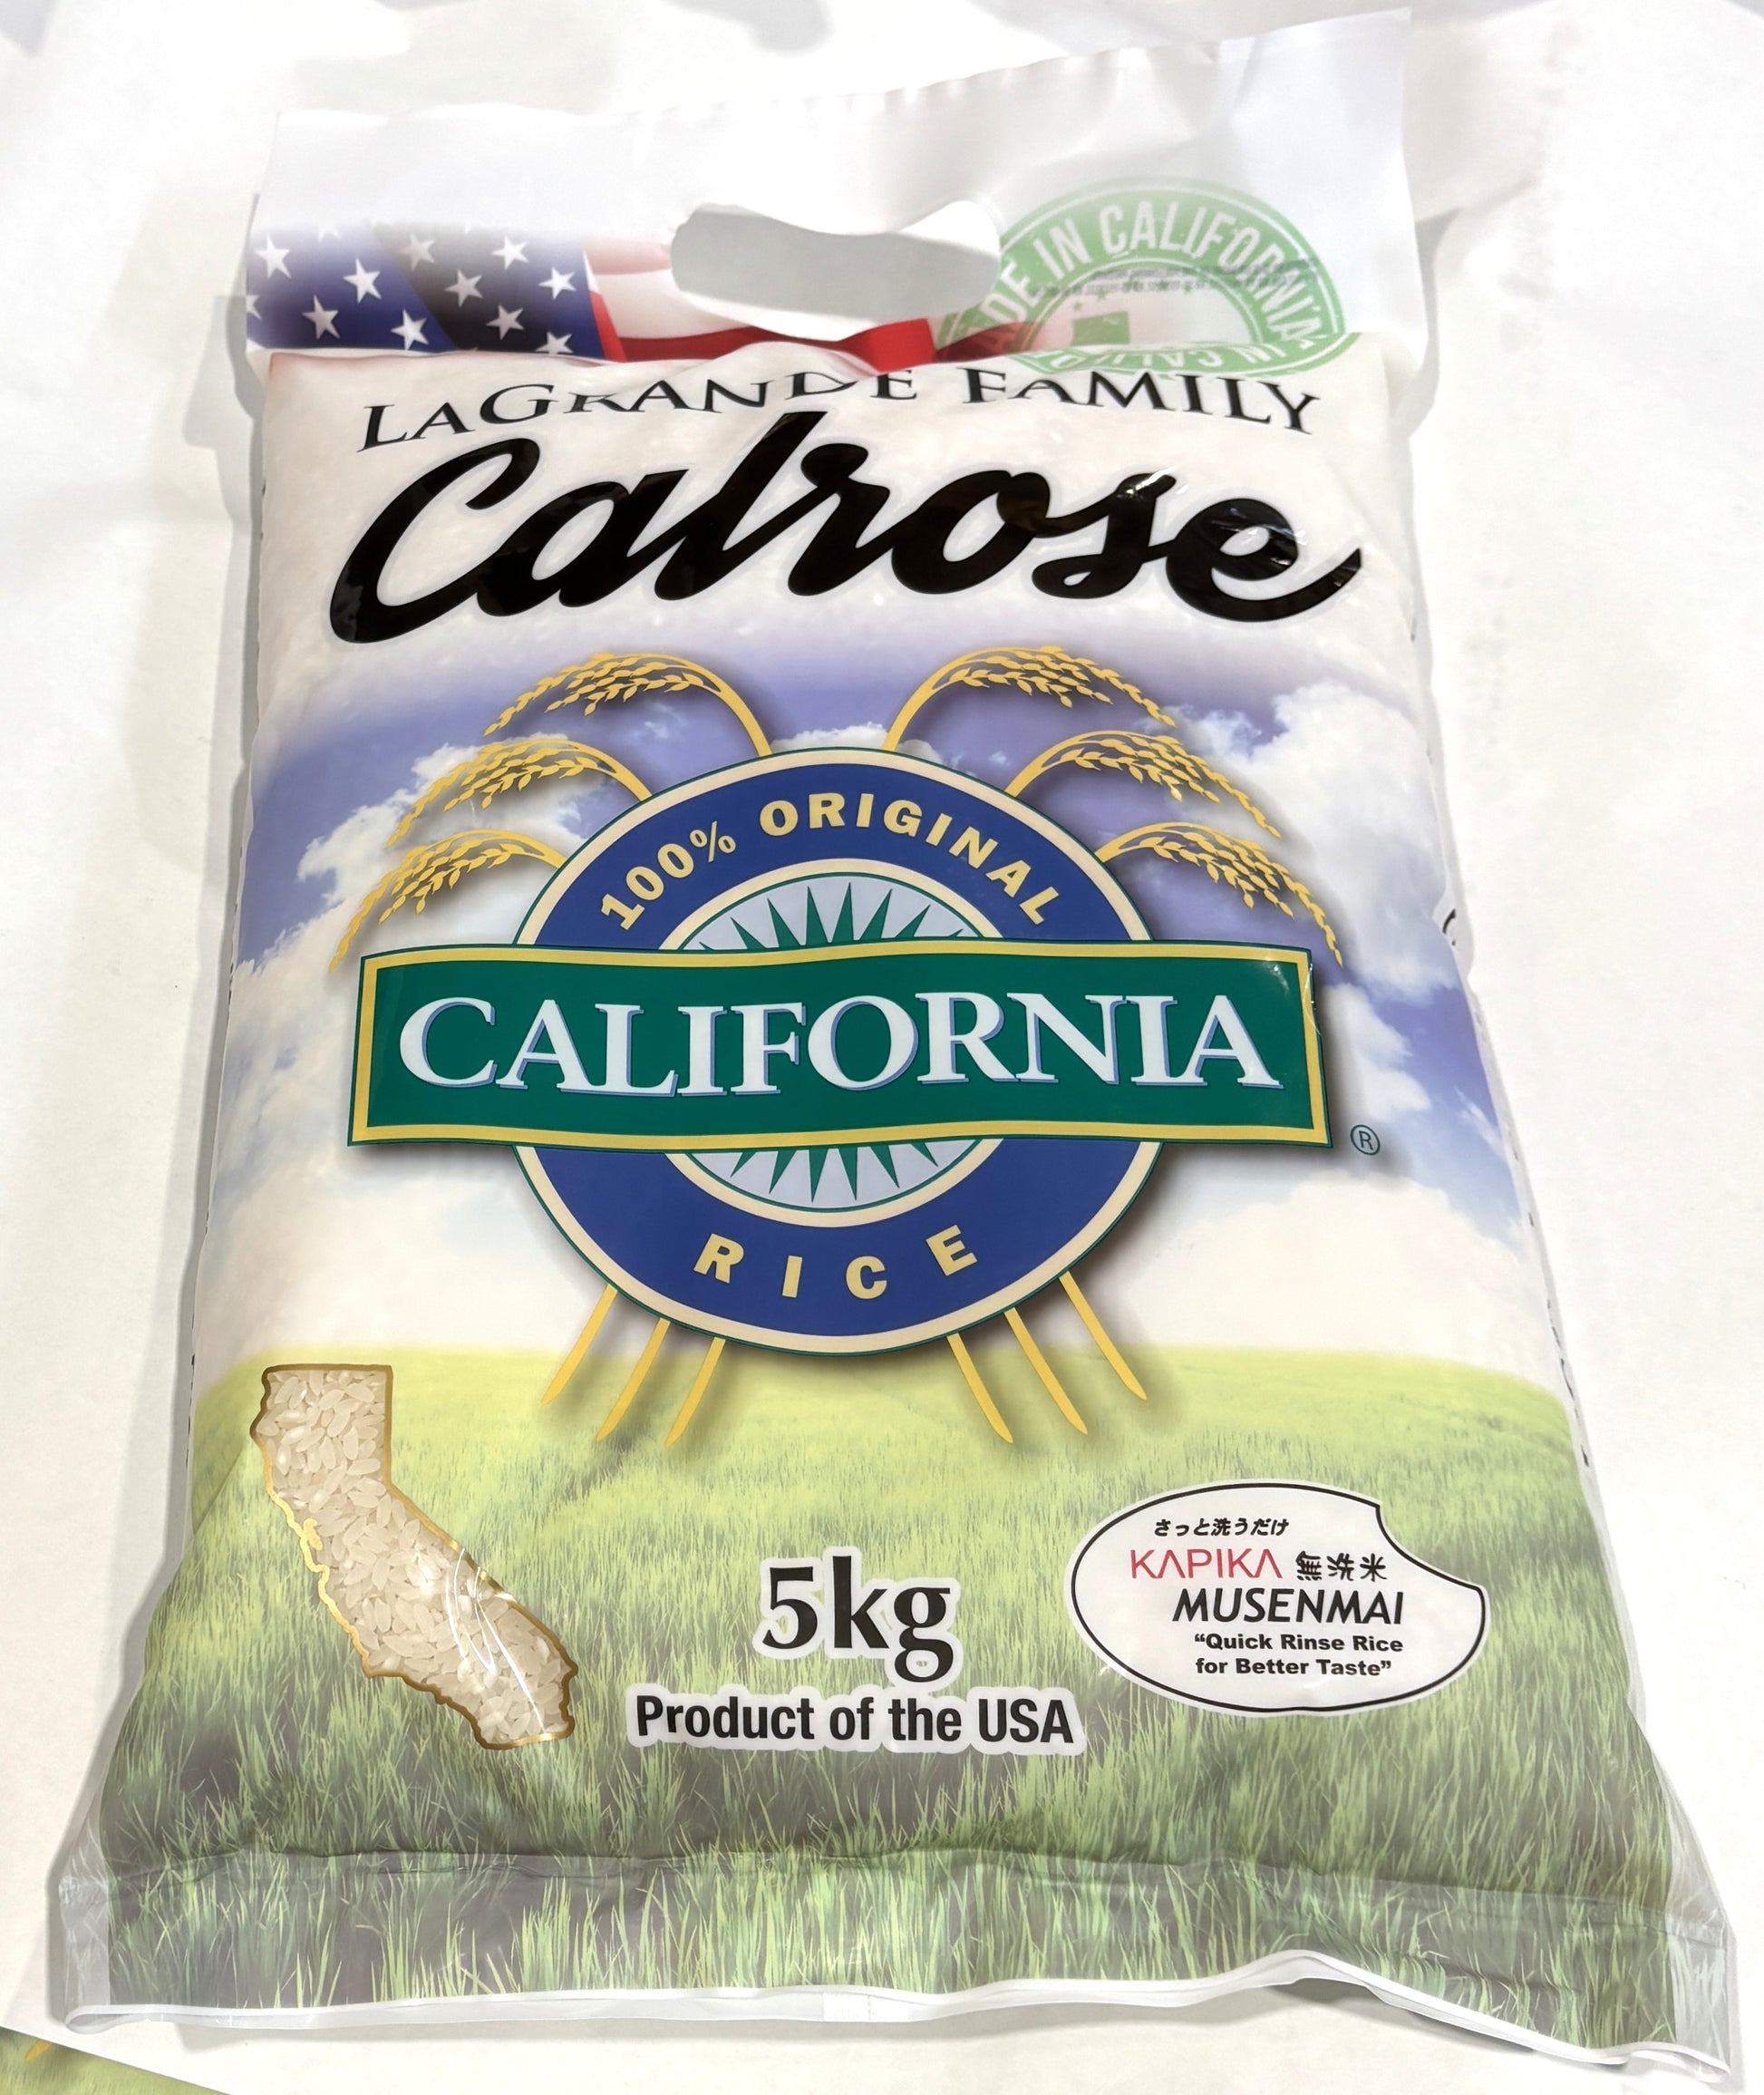 MADE IN CALIFORNIA
LAGRANDE FAMILY
Calrose
100% ORIGINAL
CALIFORNIA
®
RICE
さっと洗うだけ
KAPIKA 無洗米
MUSENMAI
"Quick Rinse Rice
for Better Taste"
5kg
Product of the USA